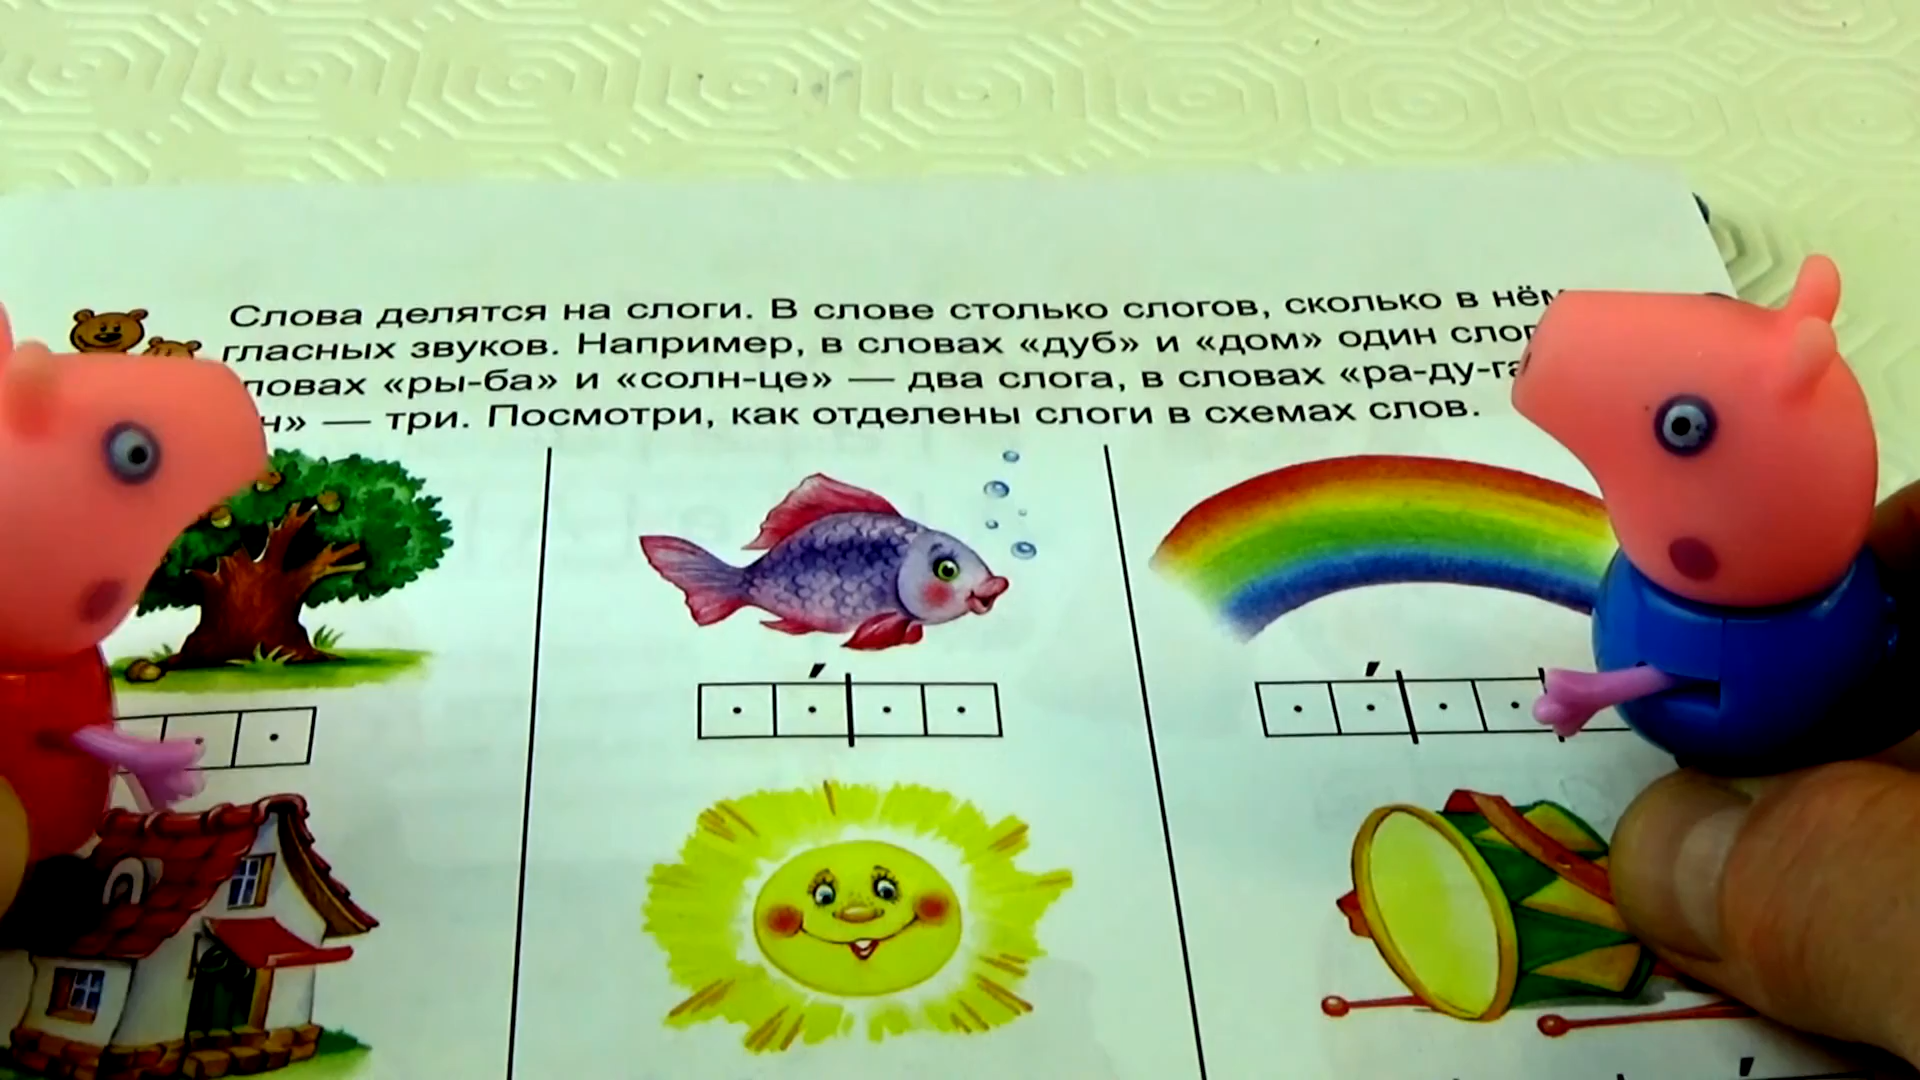 Слова делятся на слоги. В слове столько слогов, сколько в нём
гласных звуков. Например, в словах «дуб» и «дом» один слог
«ры-ба» и «солн-це» — два слога, в словах «ра-ду-га
— три. Посмотри, как отделены слоги в схемах слов.